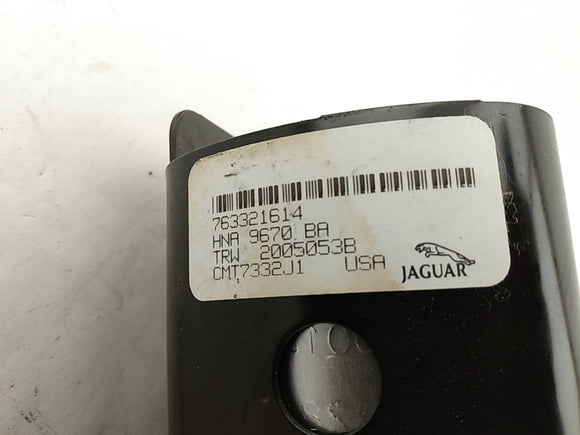 763321614
HNA 9670 BA
TRW 2005053B
CMT7332J1 USA
JAGUAR